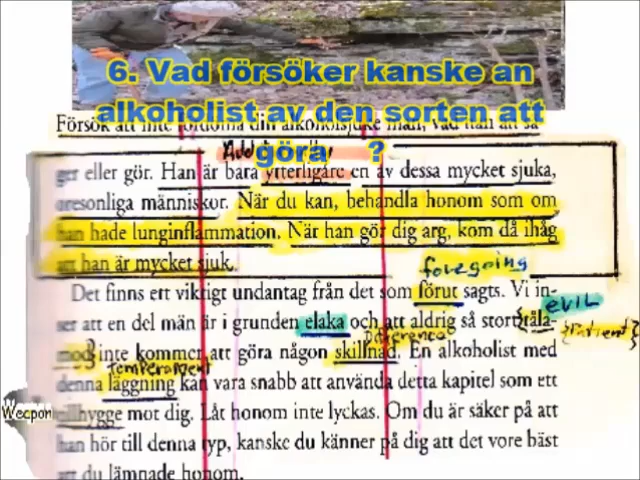 6. Vad försöker kanske an
alkoholist av den sorten att
göra ?
Försök att inte fördöma din alkoholsjuke man, vad han än sä-
ger eller gör. Han är bara ytterligare en av dessa mycket sjuka,
oresonliga människor. När du kan, behandla honom som om
han hade lunginflammation. När han gör dig arg, kom då ihåg
att han är mycket sjuk.
foregoing
Det finns ett viktigt undantag från det som förut sagts. Vi in-
EVIL
ser att en del män är i grunden elaka och att aldrig så stort tåla-
{Patient}
difference
mod inte kommer att göra någon skillnad. En alkoholist med
Temperament
denna läggning kan vara snabb att använda detta kapitel som ett
Weapon
tillhygge mot dig. Låt honom inte lyckas. Om du är säker på att
han hör till denna typ, kanske du känner på dig att det vore bäst
att du lämnade honom.